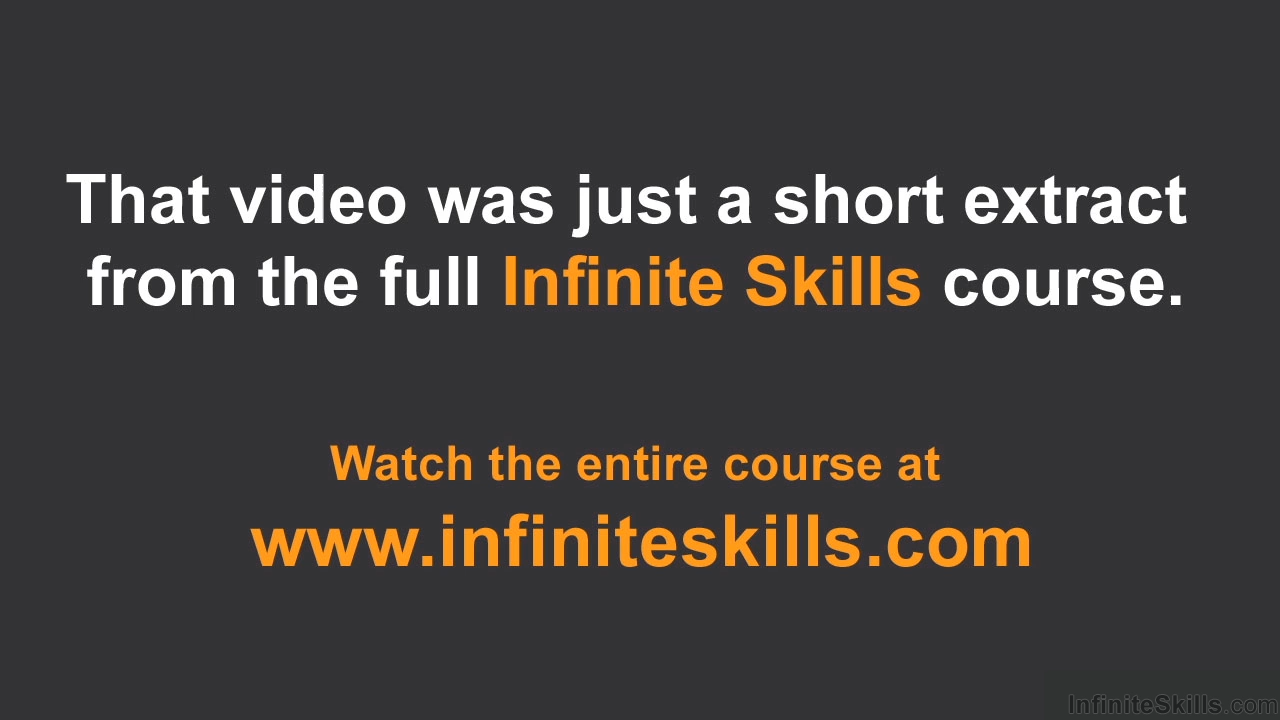 That video was just a short extract
from the full Infinite Skills course.
Watch the entire course at
www.infiniteskills.com
InfiniteSkills.com